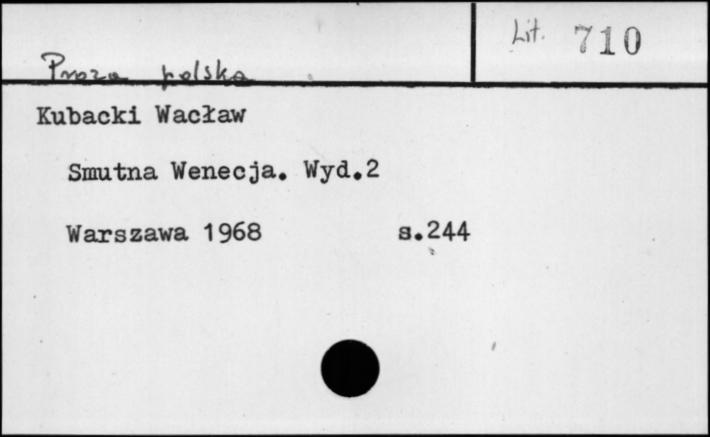 Lit. 710
Proza polska
Kubacki Wacław
Smutna Wenecja. Wyd.2
Warszawa 1968 s.244